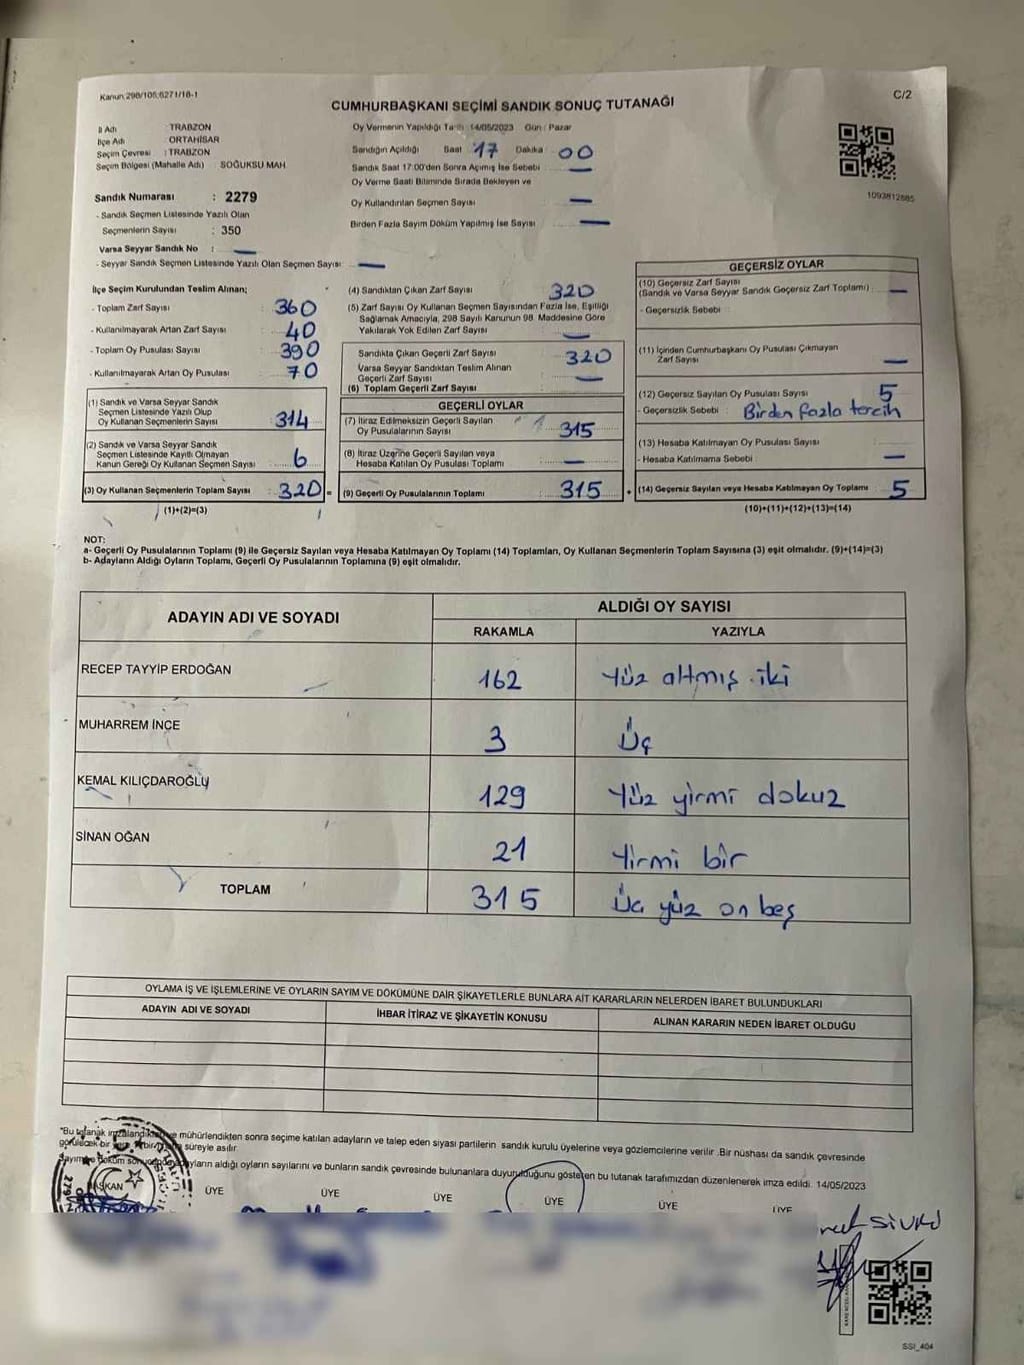 Kanun 298/105;6271/18-1
C/2
CUMHURBAŞKANI SEÇİMİ SANDIK SONUÇ TUTANAĞI
İl Adı TRABZON
İlçe Adı ORTAHİSAR
Seçim Çevresi : TRABZON
Seçim Bölgesi (Mahalle Adı) : SOĞUKSU MAH.
Sandık Numarası : 2279
- Sandık Seçmen Listesinde Yazılı Olan
Seçmenlerin Sayısı : 350
Varsa Seyyar Sandık No : —
- Seyyar Sandık Seçmen Listesinde Yazılı Olan Seçmen Sayısı : —
Oy Vermenin Yapıldığı Tarih : 14/05/2023 Gün : Pazar
Sandığın Açıldığı Saat : 17 Dakika : 00
Sandık Saat 17:00'den Sonra Açılmış İse Sebebi : —
Oy Verme Saati Bitiminde Sırada Bekleyen ve
Oy Kullandırılan Seçmen Sayısı : —
Birden Fazla Sayım Döküm Yapılmış İse Sayısı : —
1093812885
İlçe Seçim Kurulundan Teslim Alınan;
- Toplam Zarf Sayısı : 360
- Kullanılmayarak Artan Zarf Sayısı : 40
- Toplam Oy Pusulası Sayısı : 390
- Kullanılmayarak Artan Oy Pusulası : 70
(1) Sandık ve Varsa Seyyar Sandık
Seçmen Listesinde Yazılı Olup
Oy Kullanan Seçmen Sayısı : 314
(2) Sandık ve Varsa Seyyar Sandık
Seçmen Listesinde Kayıtlı Olmayan
Kanun Gereği Oy Kullanan Seçmen Sayısı : 6
(3) Oy Kullanan Seçmenlerin Toplam Sayısı : 320 =
(1)+(2)=(3)
(4) Sandıktan Çıkan Zarf Sayısı : 320
(5) Zarf Sayısı Oy Kullanan Seçmen Sayısından Fazla İse, Eşitliği
Sağlamak Amacıyla, 298 Sayılı Kanunun 98. Maddesine Göre
Yakılarak Yok Edilen Zarf Sayısı : —
Sandıkta Çıkan Geçerli Zarf Sayısı : 320
Varsa Seyyar Sandıktan Teslim Alınan
Geçerli Zarf Sayısı : —
(6) Toplam Geçerli Zarf Sayısı :
GEÇERLİ OYLAR
(7) İtiraz Edilmeksizin Geçerli Sayılan
Oy Pusulalarının Sayısı : 315
(8) İtiraz Üzerine Geçerli Sayılan veya
Hesaba Katılan Oy Pusulası Toplamı : —
(9) Geçerli Oy Pusulalarının Toplamı : 315 +
GEÇERSİZ OYLAR
(10) Geçersiz Zarf Sayısı
(Sandık ve Varsa Seyyar Sandık Geçersiz Zarf Toplamı) : —
- Geçersizlik Sebebi :
(11) İçinden Cumhurbaşkanı Oy Pusulası Çıkmayan
Zarf Sayısı : —
(12) Geçersiz Sayılan Oy Pusulası Sayısı : 5
- Geçersizlik Sebebi : Birden fazla tercih
(13) Hesaba Katılmayan Oy Pusulası Sayısı :
- Hesaba Katılmama Sebebi : —
(14) Geçersiz Sayılan veya Hesaba Katılmayan Oy Toplamı : 5
(10)+(11)+(12)+(13)=(14)
NOT:
a- Geçerli Oy Pusulalarının Toplamı (9) ile Geçersiz Sayılan veya Hesaba Katılmayan Oy Toplamı (14) Toplamları, Oy Kullanan Seçmenlerin Toplam Sayısına (3) eşit olmalıdır. (9)+(14)=(3)
b- Adayların Aldığı Oyların Toplamı, Geçerli Oy Pusulalarının Toplamına (9) eşit olmalıdır.
ADAYIN ADI VE SOYADI ALDIĞI OY SAYISI
RAKAMLA YAZIYLA
RECEP TAYYİP ERDOĞAN 162 Yüz altmış iki
MUHARREM İNCE 3 Üç
KEMAL KILIÇDAROĞLU 129 Yüz yirmi dokuz
SİNAN OĞAN 21 Yirmi bir
TOPLAM 315 Üç yüz on beş
OYLAMA İŞ VE İŞLEMLERİNE VE OYLARIN SAYIM VE DÖKÜMÜNE DAİR ŞİKAYETLERLE BUNLARA AİT KARARLARIN NELERDEN İBARET BULUNDUKLARI
ADAYIN ADI VE SOYADI İHBAR İTİRAZ VE ŞİKAYETİN KONUSU ALINAN KARARIN NEDEN İBARET OLDUĞU
"Bu tutanak mühürlendikten sonra seçime katılan adayların ve talep eden siyasi partilerin sandık kurulu üyelerine veya gözlemcilerine verilir .Bir nüshası da sandık çevresinde
görülecek bir süreyle asılır.
Sayım ve döküm aldığı oyların sayılarını ve bunların sandık çevresinde bulunanlara duyurulduğunu gösteren bu tutanak tarafımızdan düzenlenerek imza edildi. 14/05/2023
BAŞKAN ÜYE ÜYE ÜYE ÜYE ÜYE ÜYE
SSI_404